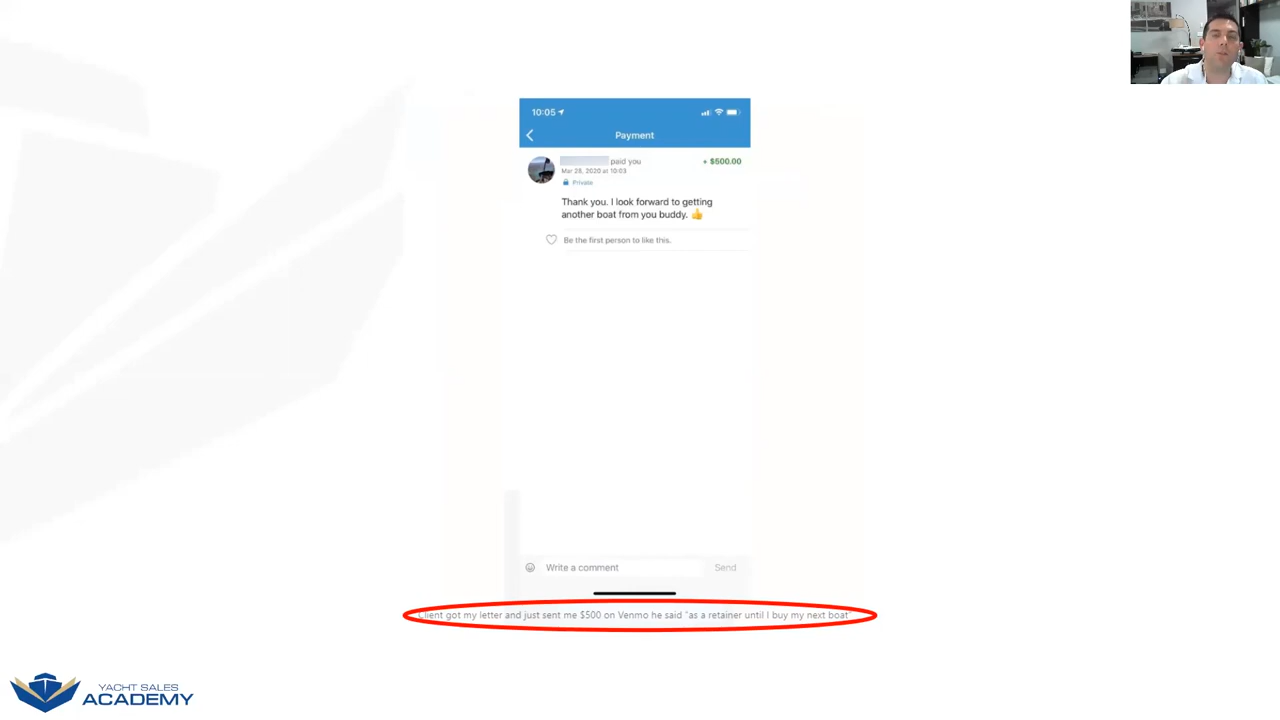 10:05
Payment
paid you
+ $500.00
Mar 28, 2020 at 10:03
Private
Thank you. I look forward to getting
another boat from you buddy. 👍
Be the first person to like this.
Write a comment
Send
Client got my letter and just sent me $500 on Venmo he said "as a retainer until I buy my next boat"
YACHT SALES
ACADEMY